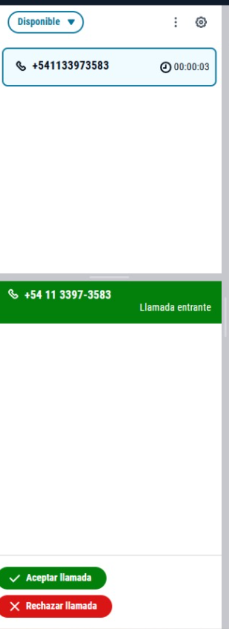 Disponible
+541133973583 00:00:03
+54 11 3397-3583
Llamada entrante
Aceptar llamada
Rechazar llamada